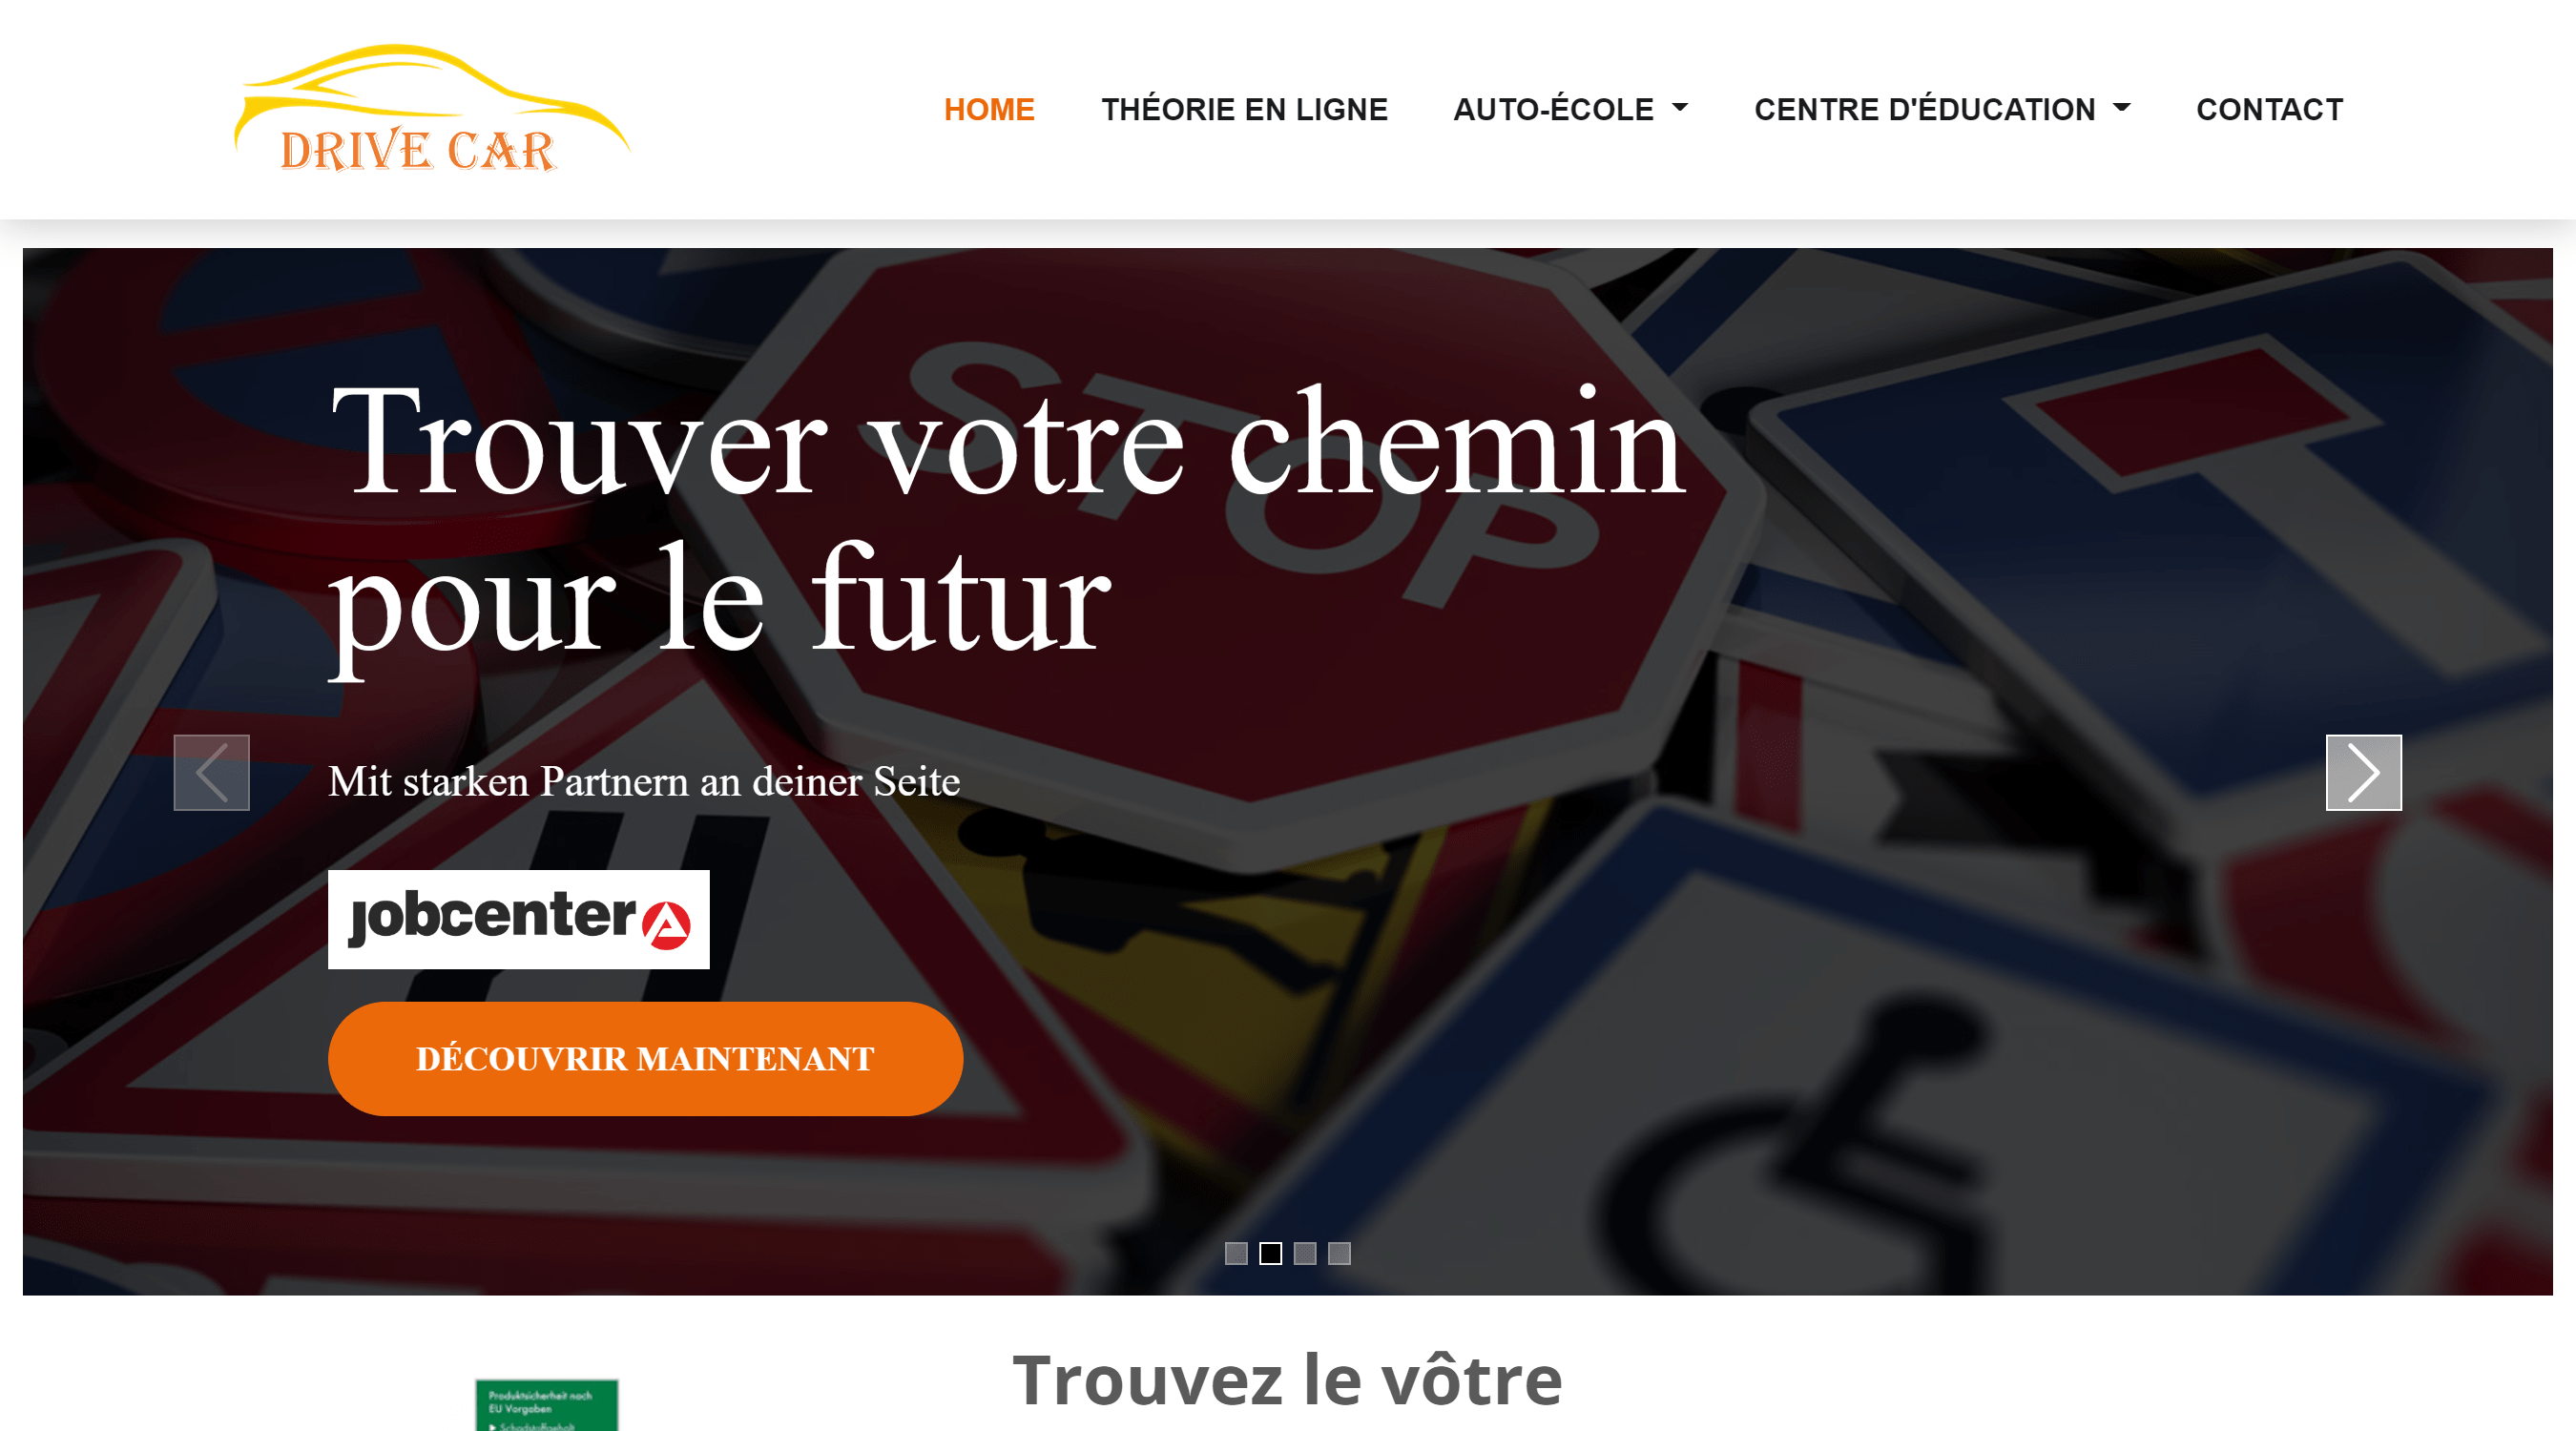 DRIVE CAR
HOME
THÉORIE EN LIGNE
AUTO-ÉCOLE
CENTRE D'ÉDUCATION
CONTACT
STOP
Trouver votre chemin
pour le futur
Mit starken Partnern an deiner Seite
jobcenter
DÉCOUVRIR MAINTENANT
Trouvez le vôtre
Produktsicherheit nach
EU Vorgaben
Schadstoffgehalt